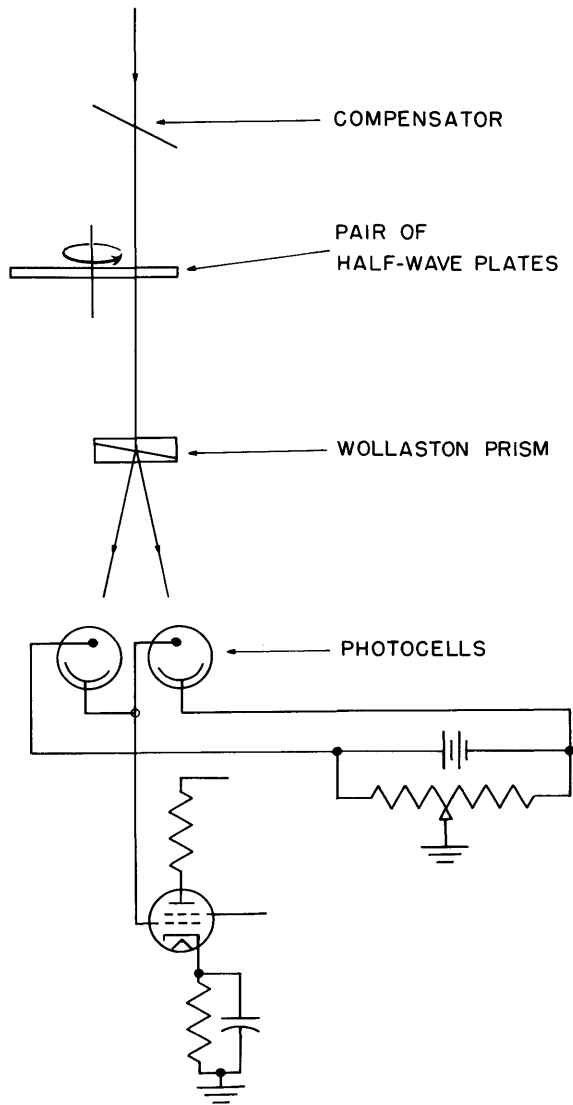 COMPENSATOR
PAIR OF
HALF-WAVE PLATES
WOLLASTON PRISM
PHOTOCELLS